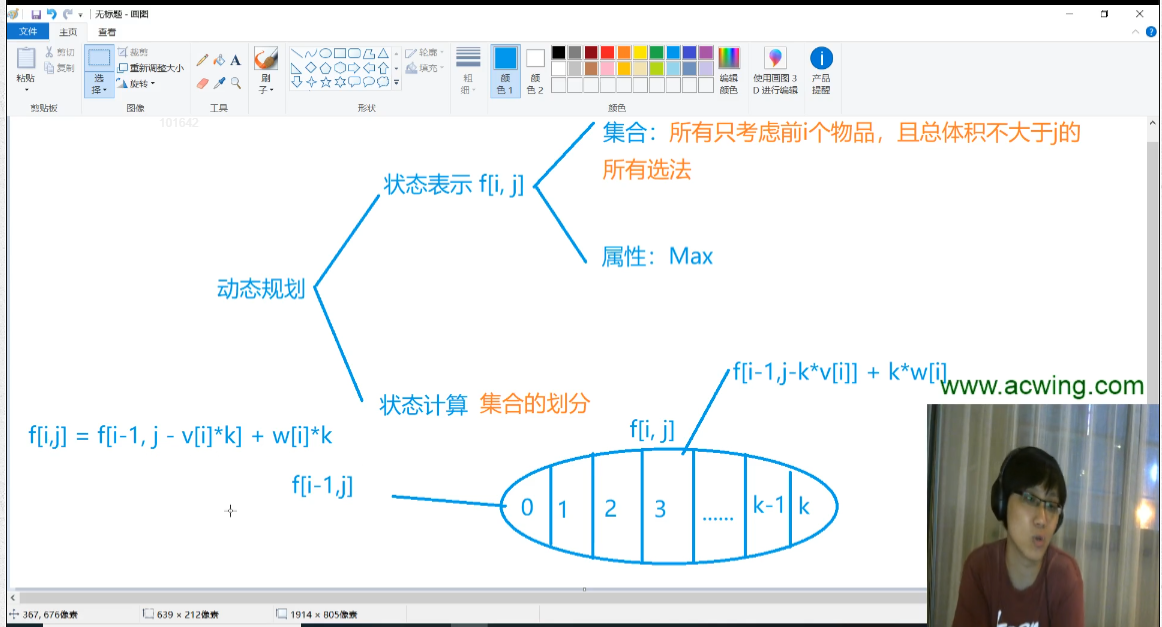 无标题 - 画图
文件 主页 查看
粘贴
剪切
复制
剪贴板
选择
裁剪
重新调整大小
旋转
图像
A
工具
刷子
形状
轮廓
填充
粗细
颜色 1
颜色 2
编辑颜色
颜色
使用画图 3D 进行编辑
产品提醒
101642
集合：所有只考虑前i个物品，且总体积不大于j的
所有选法
状态表示 f[i, j]
属性：Max
动态规划
f[i-1,j-k*v[i]] + k*w[i]
www.acwing.com
状态计算 集合的划分
f[i,j] = f[i-1, j - v[i]*k] + w[i]*k
f[i, j]
f[i-1,j]
0 1 2 3 ...... k-1 k
367, 676像素 639 × 212像素 1914 × 805像素